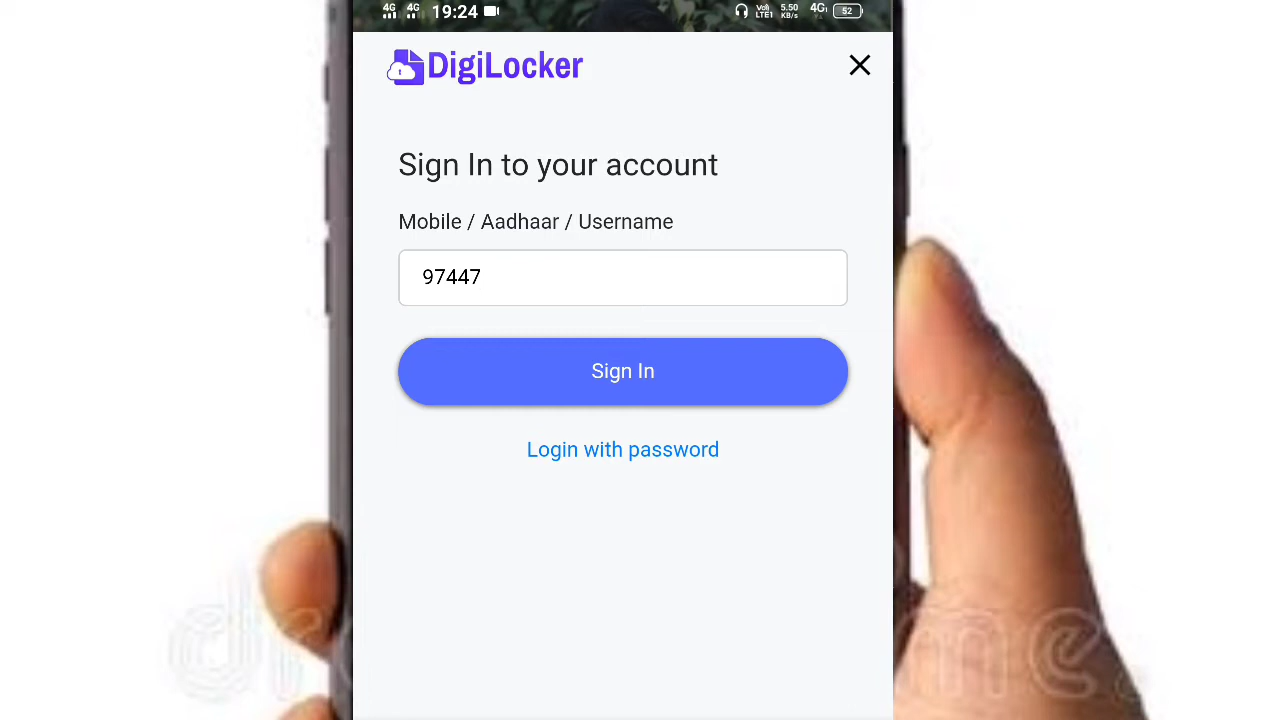 4G 4G 19:24 5.50 KB/s 4G 52
DigiLocker
Sign In to your account
Mobile / Aadhaar / Username
97447
Sign In
Login with password